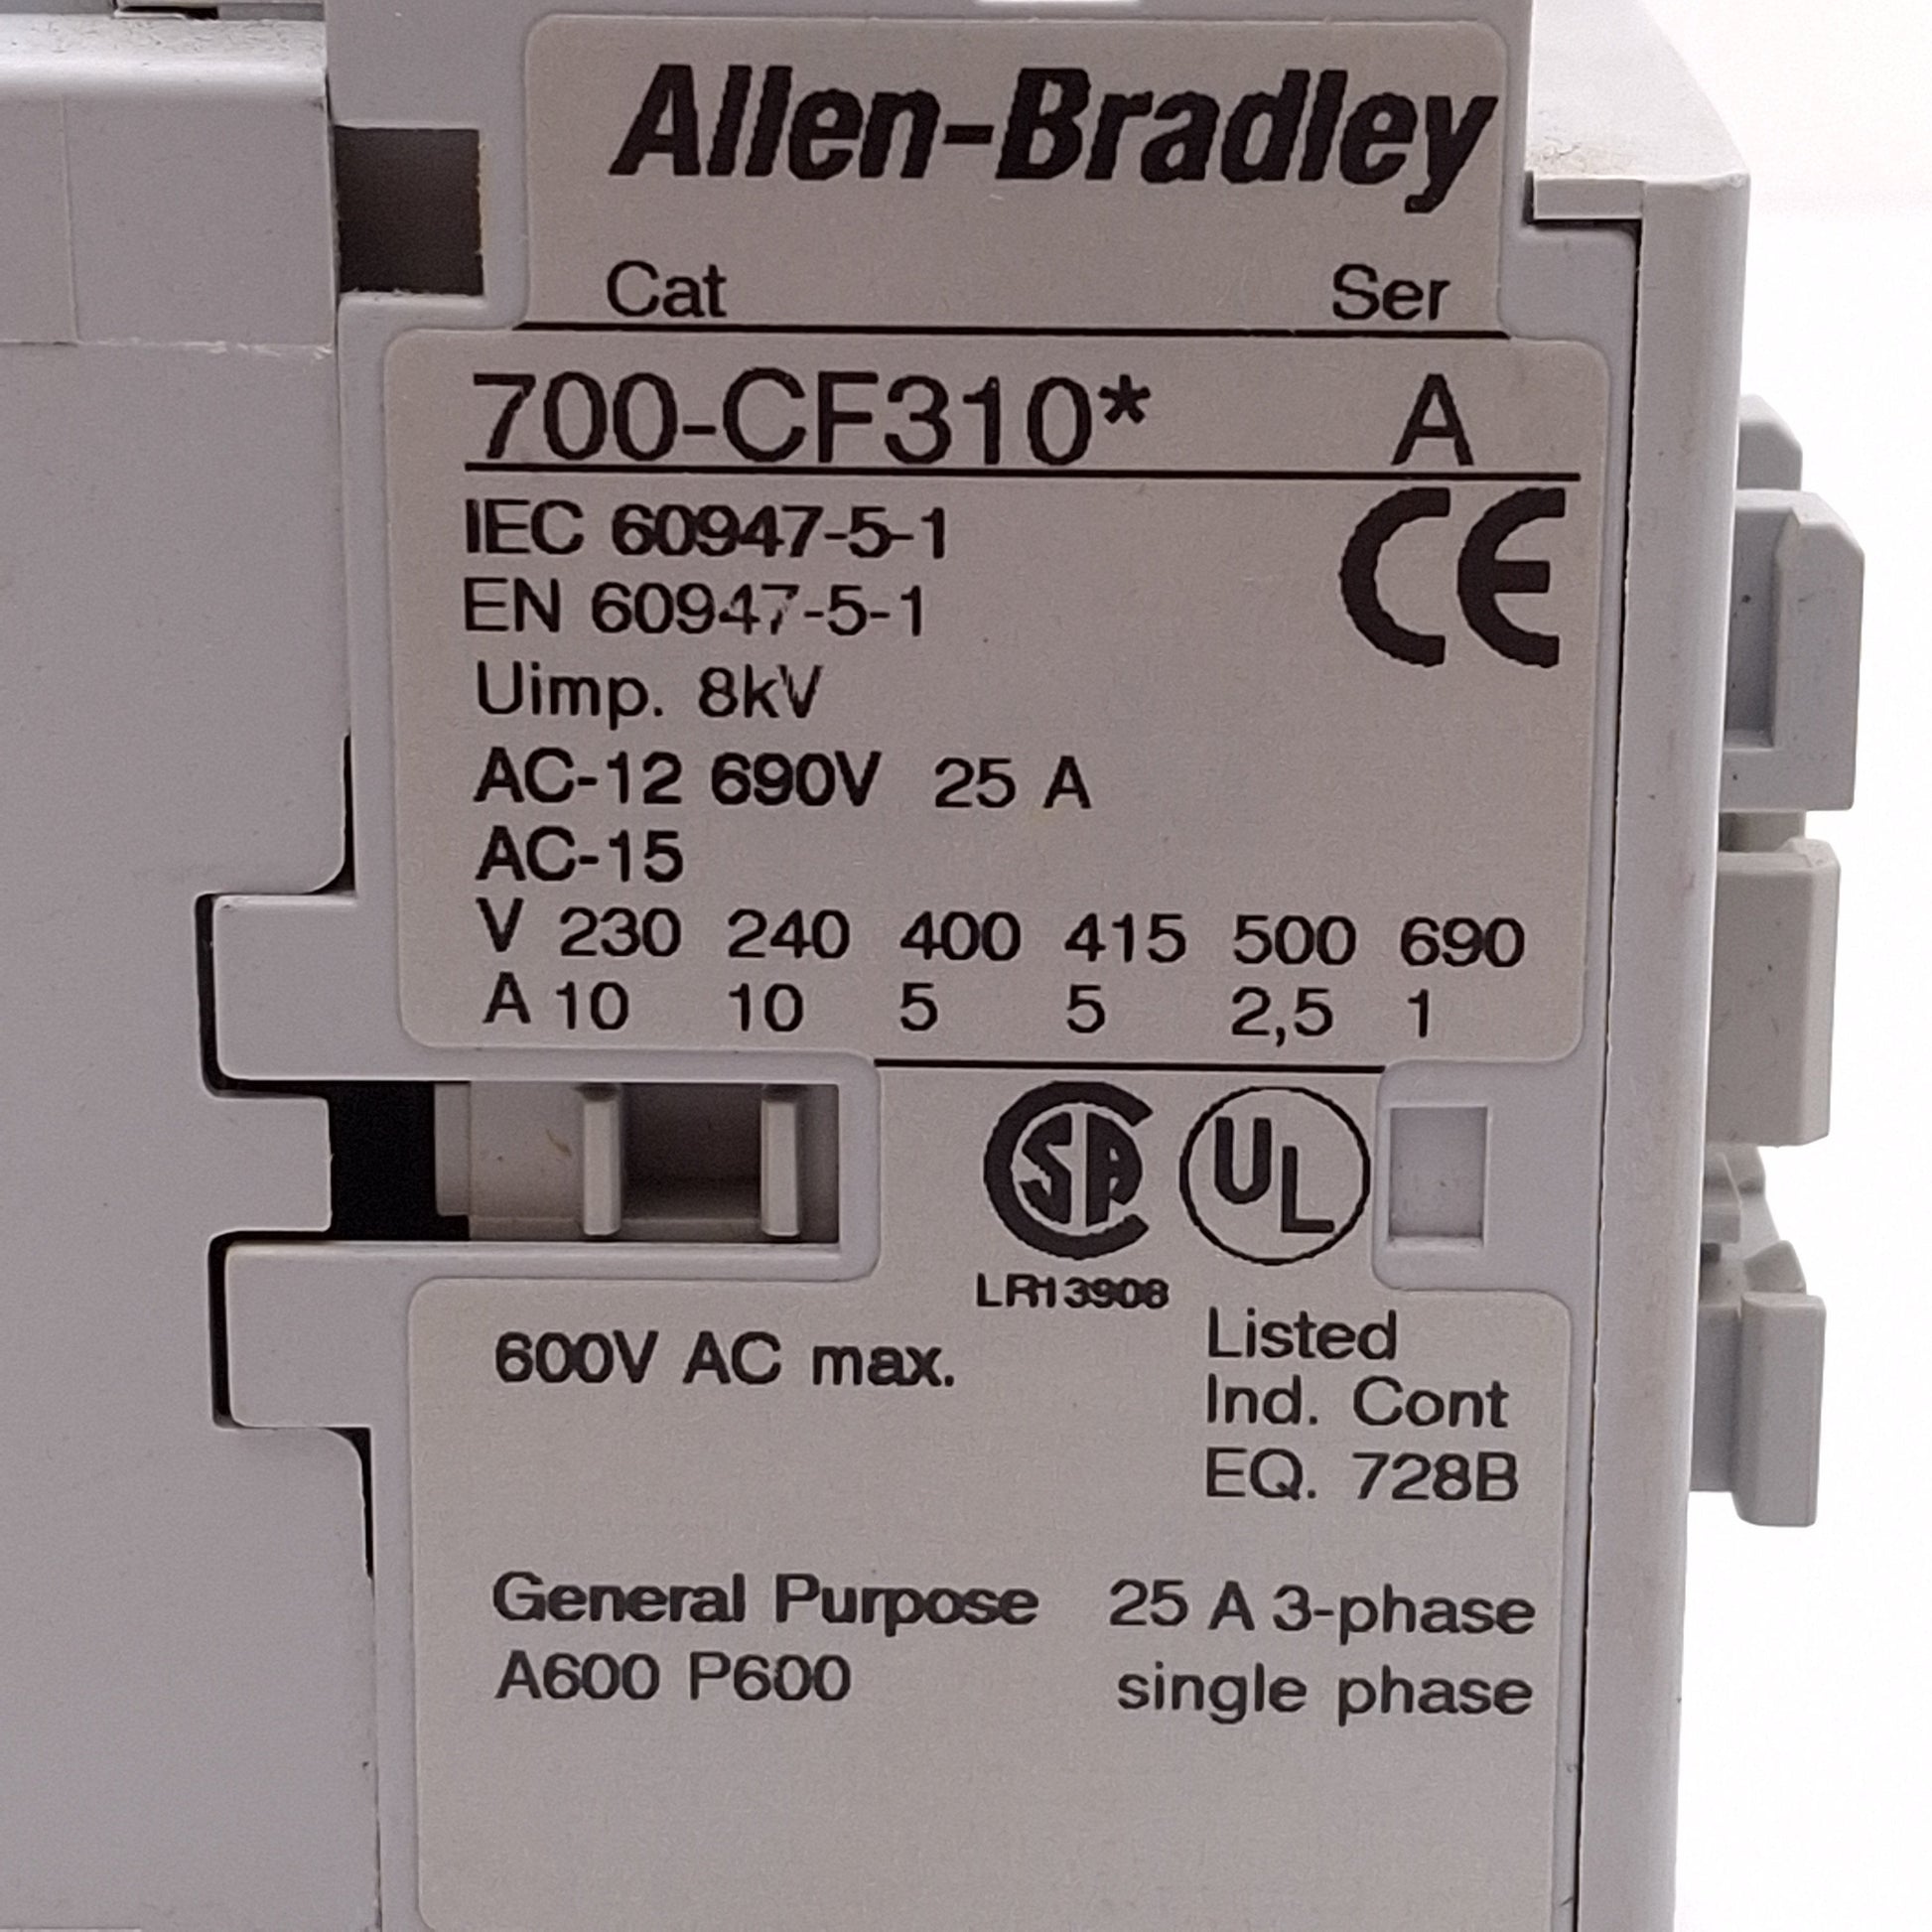 Allen-Bradley
Cat Ser
700-CF310* A
IEC 60947-5-1
EN 60947-5-1
CE
Uimp. 8kV
AC-12 690V 25 A
AC-15
V 230 240 400 415 500 690
A 10 10 5 5 2,5 1
SA UL
LR13908
600V AC max.
Listed
Ind. Cont
EQ. 728B
General Purpose 25 A 3-phase
A600 P600 single phase